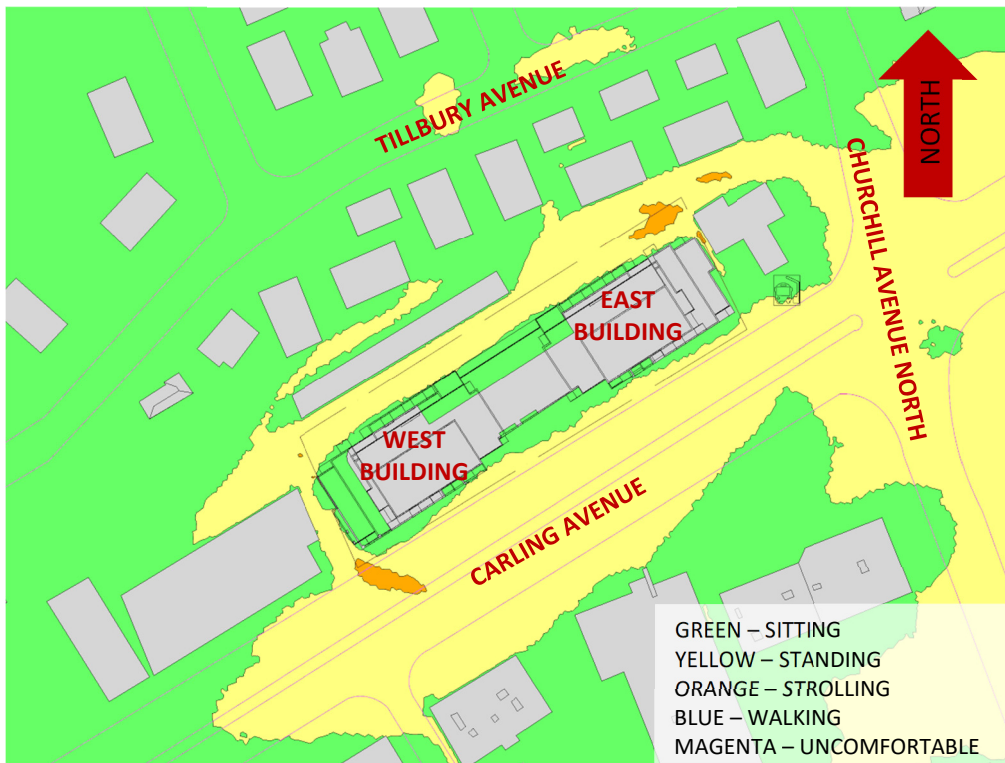 TILLBURY AVENUE
NORTH
CHURCHILL AVENUE NORTH
EAST
BUILDING
WEST
BUILDING
CARLING AVENUE
GREEN – SITTING
YELLOW – STANDING
ORANGE – STROLLING
BLUE – WALKING
MAGENTA – UNCOMFORTABLE